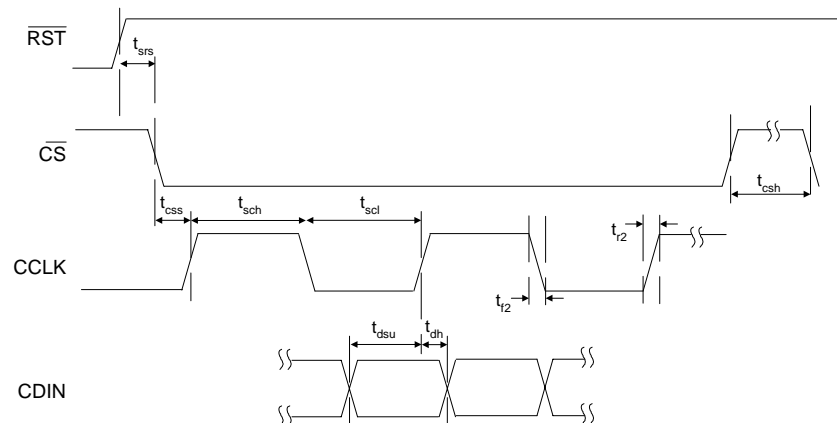 RST
t_srs
CS
t_csh
t_css t_sch t_scl
t_r2
CCLK
t_f2
t_dsu t_dh
CDIN